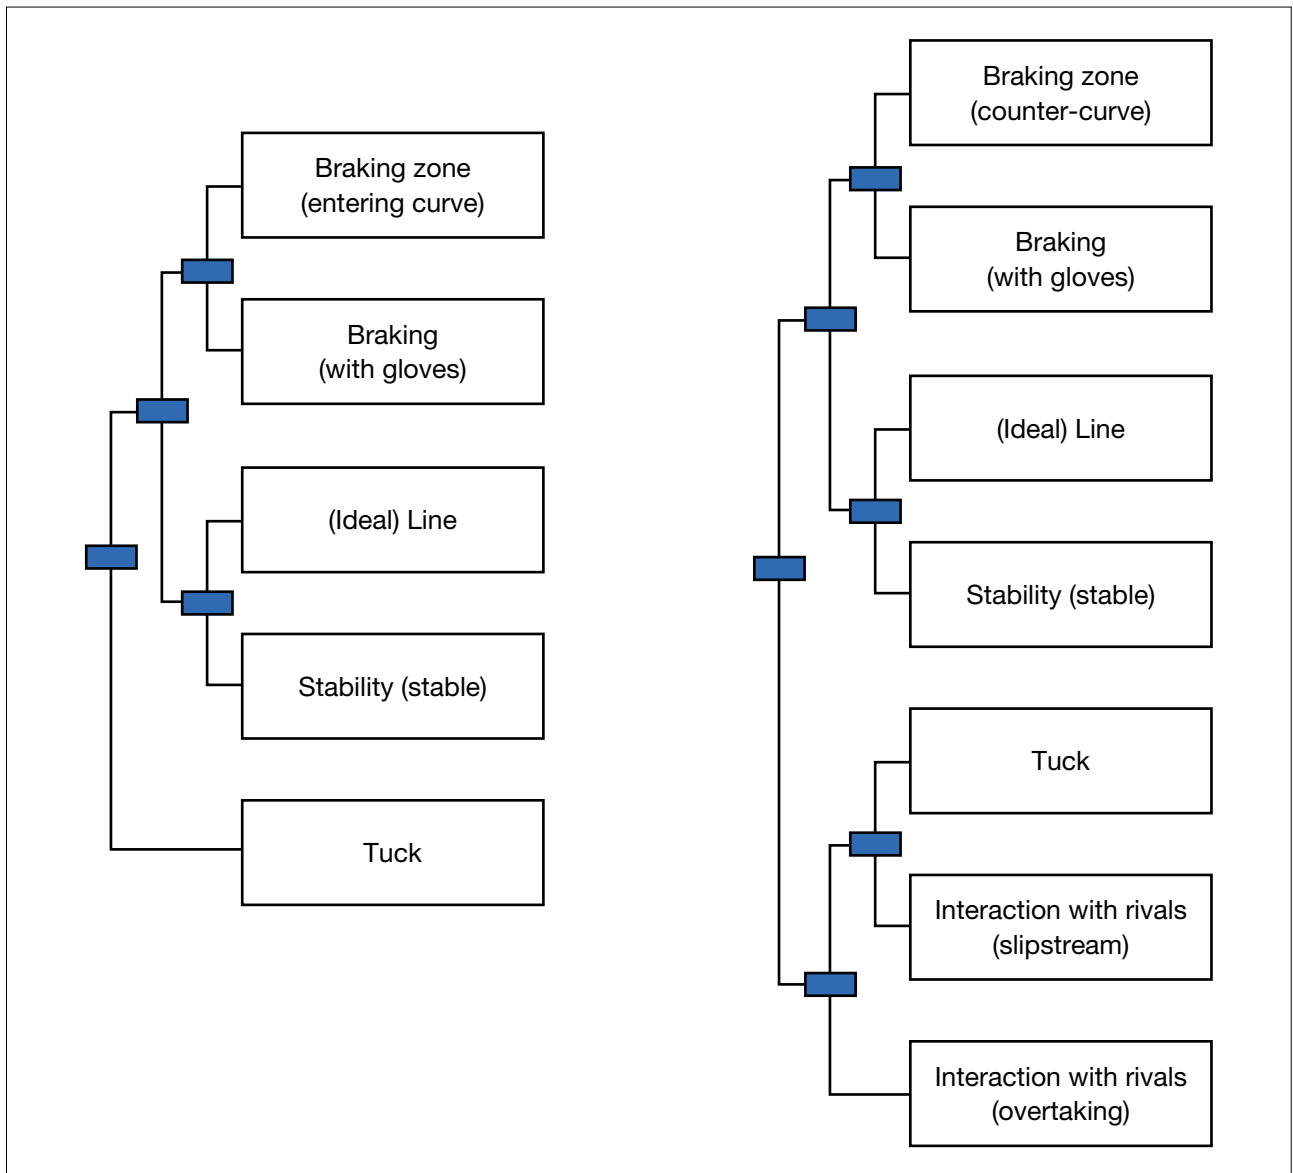 Braking zone
(entering curve)
Braking
(with gloves)
(Ideal) Line
Stability (stable)
Tuck
Braking zone
(counter-curve)
Braking
(with gloves)
(Ideal) Line
Stability (stable)
Tuck
Interaction with rivals
(slipstream)
Interaction with rivals
(overtaking)